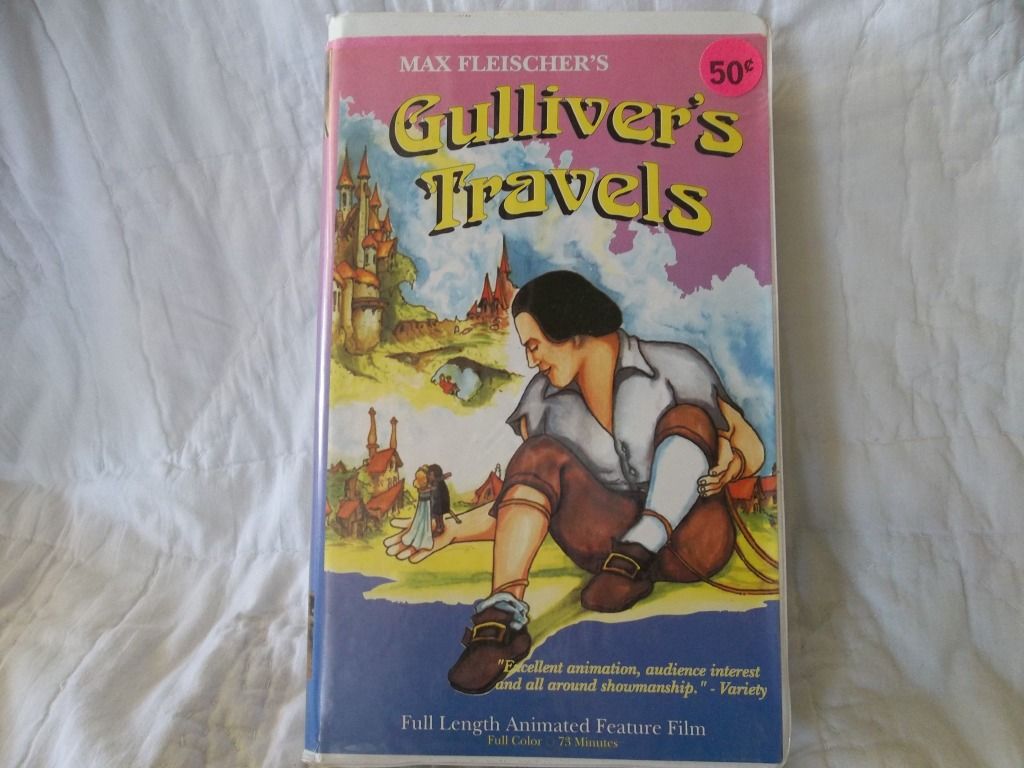 MAX FLEISCHER'S
50¢
Gulliver's
Travels
"Excellent animation, audience interest
and all around showmanship." - Variety
Full Length Animated Feature Film
Full Color 73 Minutes